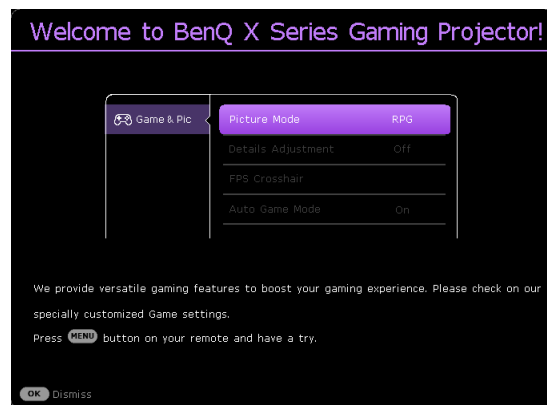 Welcome to BenQ X Series Gaming Projector!
Game & Pic
Picture Mode RPG
Details Adjustment Off
FPS Crosshair
Auto Game Mode On
We provide versatile gaming features to boost your gaming experience. Please check on our
specially customized Game settings.
Press MENU button on your remote and have a try.
OK Dismiss